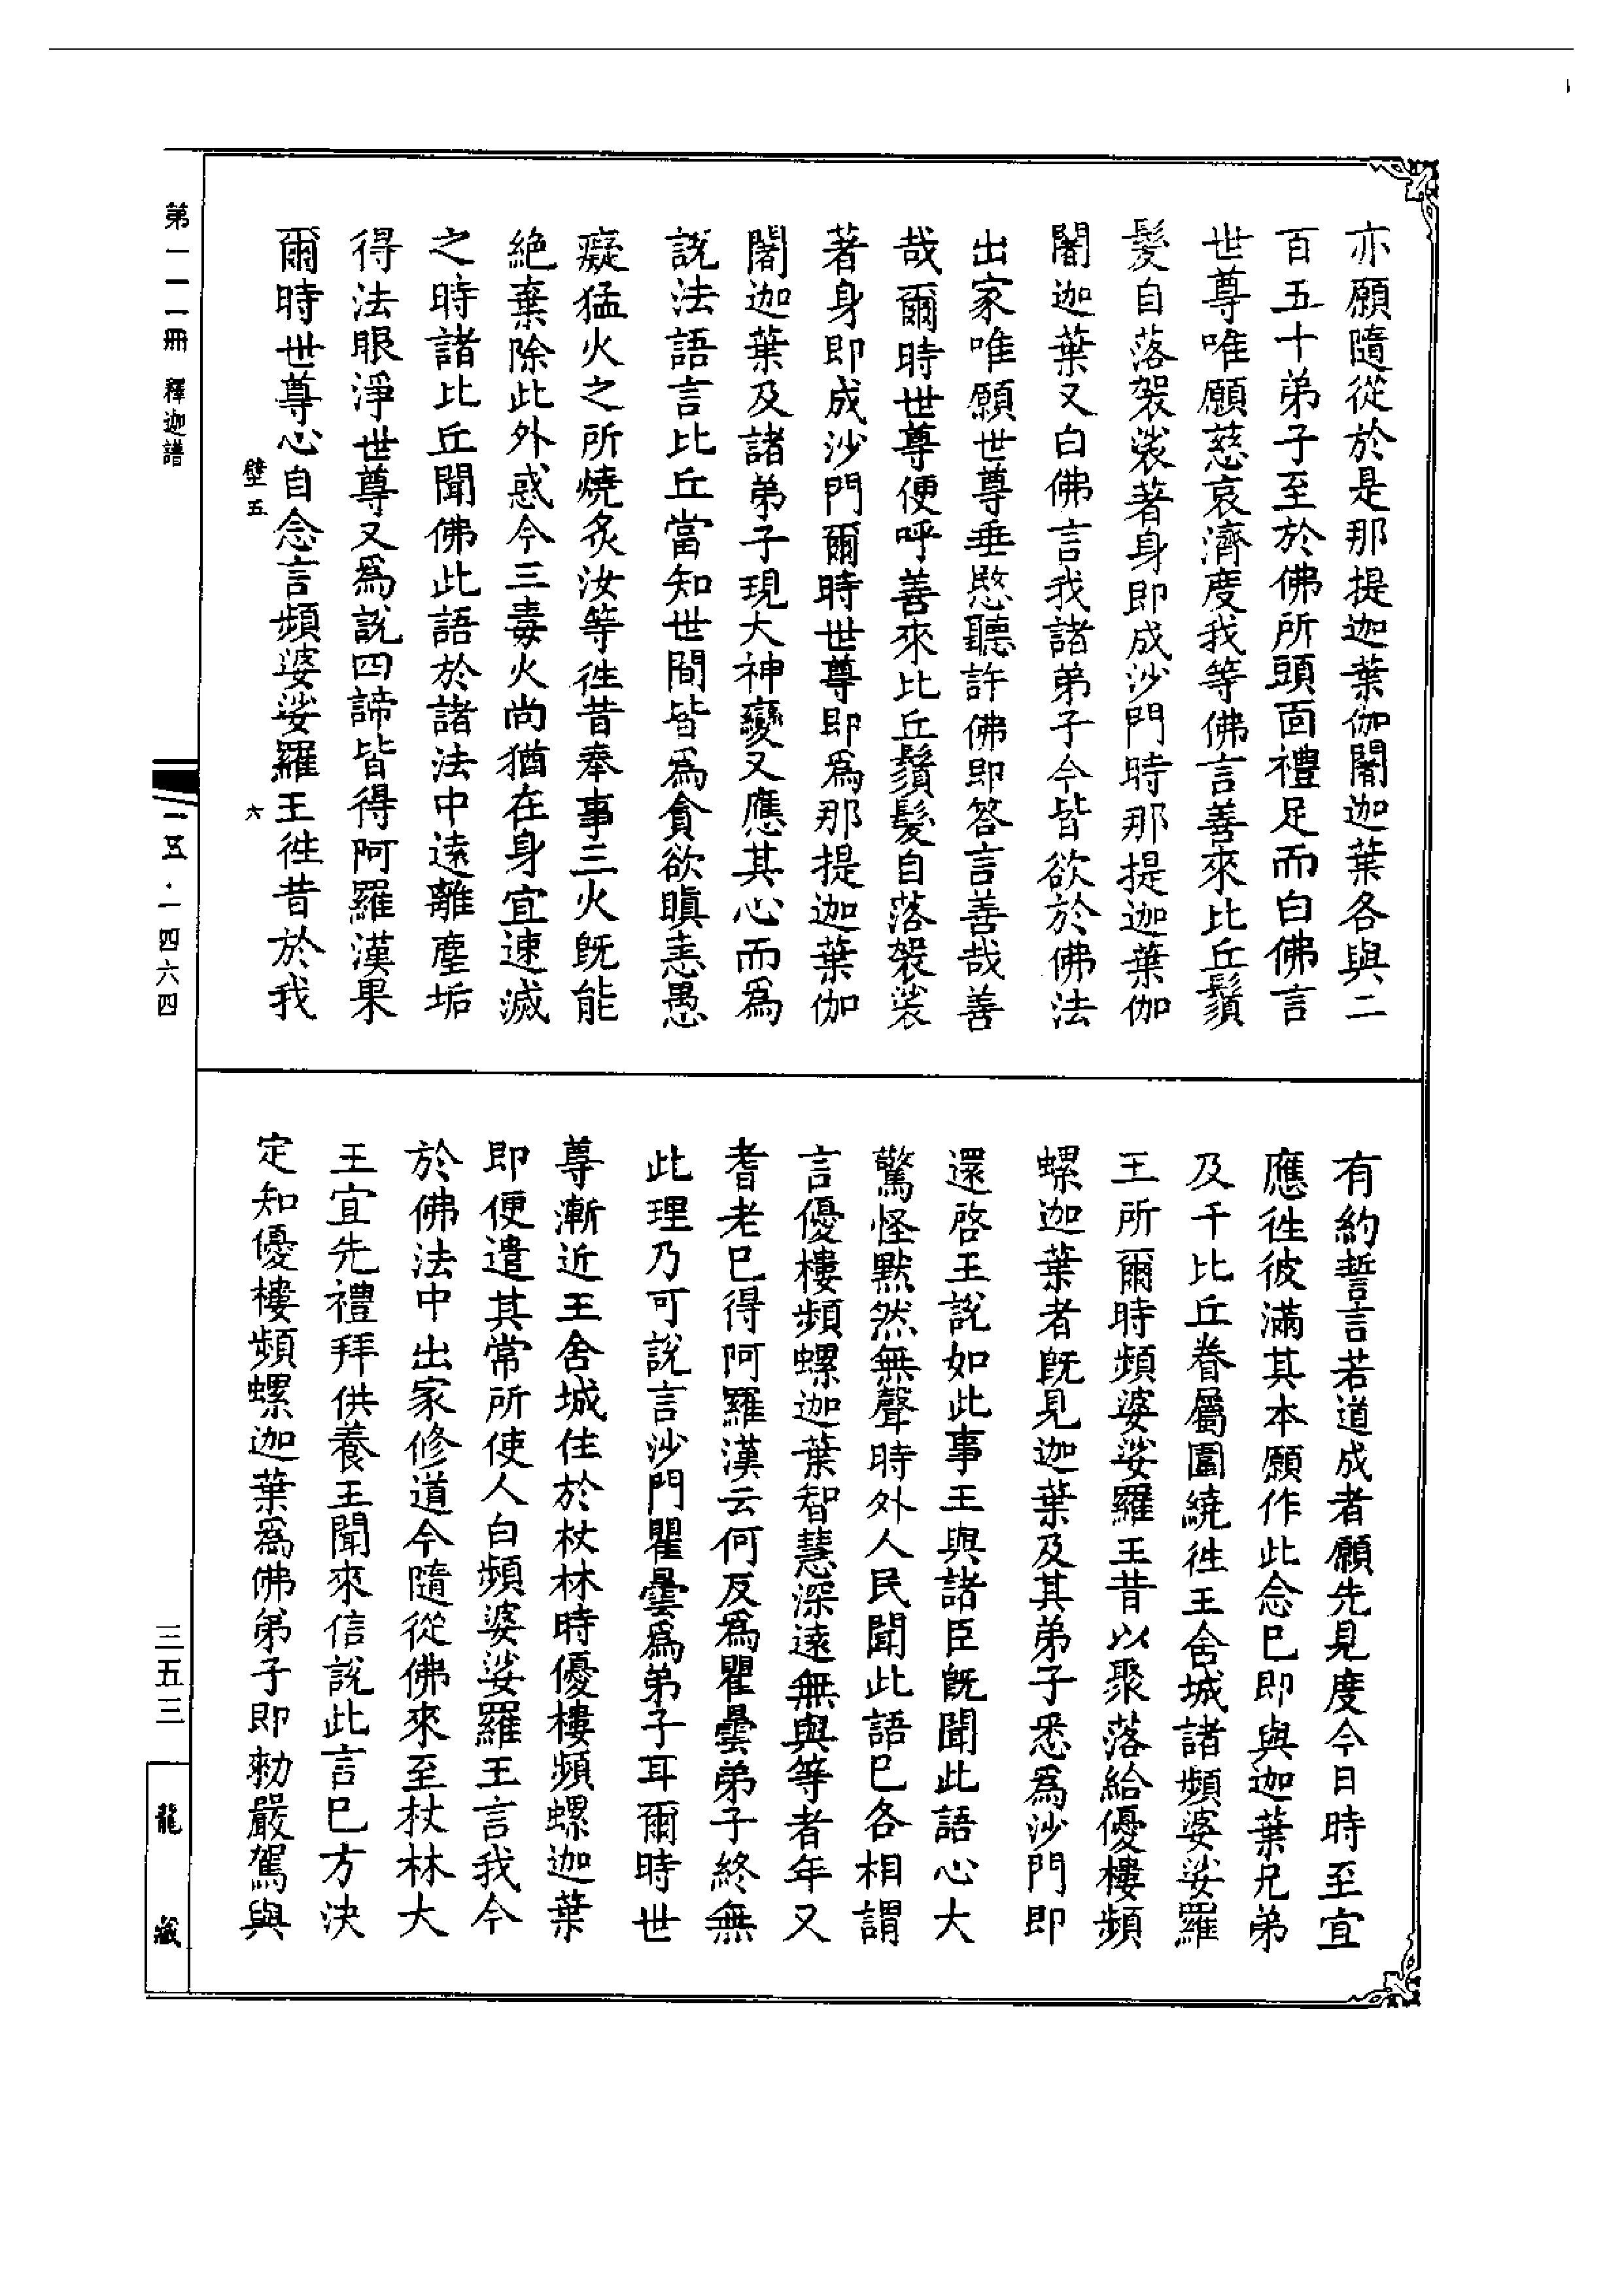 亦願隨從於是那提迦葉伽闍迦葉各與二
百五十弟子至於佛所頭面禮足而白佛言
世尊唯願慈哀濟度我等佛言善來比丘鬚
髮自落袈裟著身即成沙門時那提迦葉伽
闍迦葉又白佛言我諸弟子今皆欲於佛法
出家唯願世尊垂愍聽許佛即答言善哉善
哉爾時世尊便呼善來比丘鬚髮自落袈裟
著身即成沙門爾時世尊即爲那提迦葉伽
闍迦葉及諸弟子現大神變又應其心而爲
說法語言比丘當知世間皆爲貪欲瞋恚愚
癡猛火之所燒炙汝等徃昔奉事三火既能
絶棄除此外惑今三毒火尚猶在身宜速滅
之時諸比丘聞佛此語於諸法中遠離塵垢
得法眼淨世尊又爲說四諦皆得阿羅漢果
爾時世尊心自念言頻婆娑羅王徃昔於我
壁五
六
有約誓言若道成者願先見度今日時至宜
應徃彼滿其本願作此念已即與迦葉兄弟
及千比丘眷屬圍繞徃王舍城諸頻婆娑羅
王所爾時頻婆娑羅王昔以聚落給優樓頻
螺迦葉者既見迦葉及其弟子悉爲沙門即
還啓王說如此事王與諸臣既聞此語心大
驚怪默然無聲時外人民聞此語已各相謂
言優樓頻螺迦葉智慧深遠無與等者年又
耆老已得阿羅漢云何反爲瞿曇弟子終無
此理乃可說言沙門瞿曇爲弟子耳爾時世
尊漸近王舍城住於杖林時優樓頻螺迦葉
即便遣其常所使人白頻婆娑羅王言我今
於佛法中出家修道今隨從佛來至杖林大
王宜先禮拜供養王聞來信說此言已方決
定知優樓頻螺迦葉爲佛弟子即勑嚴駕與
第一一一冊 釋迦譜
一五·一四六四
三五三
龍藏